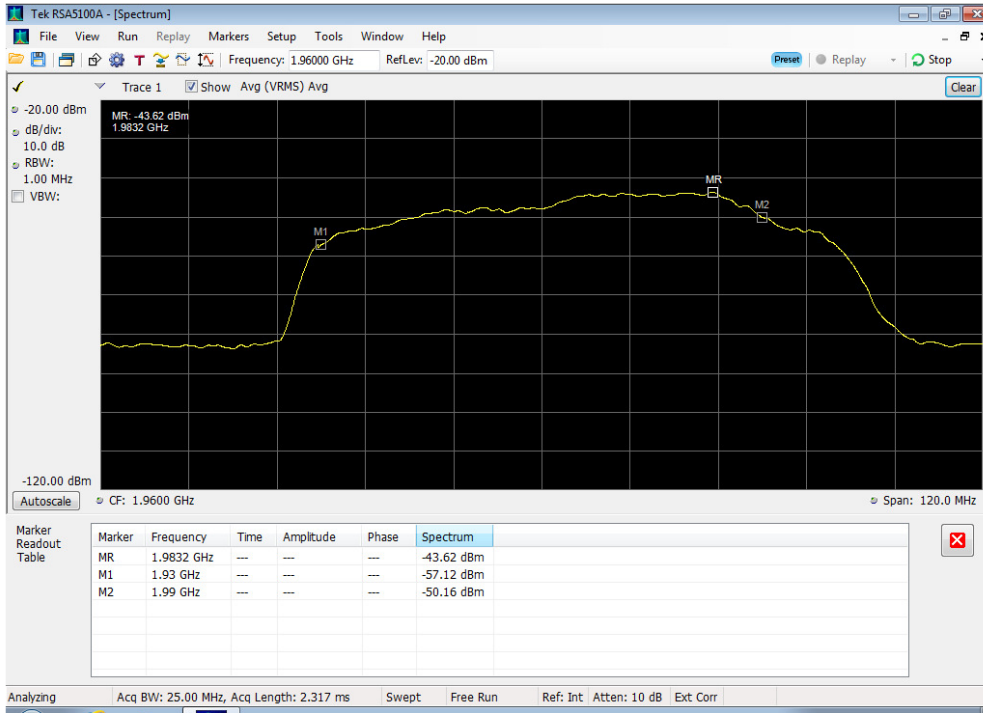 Tek RSA5100A - [Spectrum]
File View Run Replay Markers Setup Tools Window Help
T Frequency: 1.96000 GHz RefLev: -20.00 dBm Preset Replay Stop
Trace 1 Show Avg (VRMS) Avg Clear
-20.00 dBm
dB/div:
10.0 dB
RBW:
1.00 MHz
VBW:
MR: -43.62 dBm
1.9832 GHz
MR
M2
M1
-120.00 dBm
Autoscale CF: 1.9600 GHz Span: 120.0 MHz
Marker
Readout
Table
Marker Frequency Time Amplitude Phase Spectrum
MR 1.9832 GHz --- --- --- -43.62 dBm
M1 1.93 GHz --- --- --- -57.12 dBm
M2 1.99 GHz --- --- --- -50.16 dBm
Analyzing Acq BW: 25.00 MHz, Acq Length: 2.317 ms Swept Free Run Ref: Int Atten: 10 dB Ext Corr